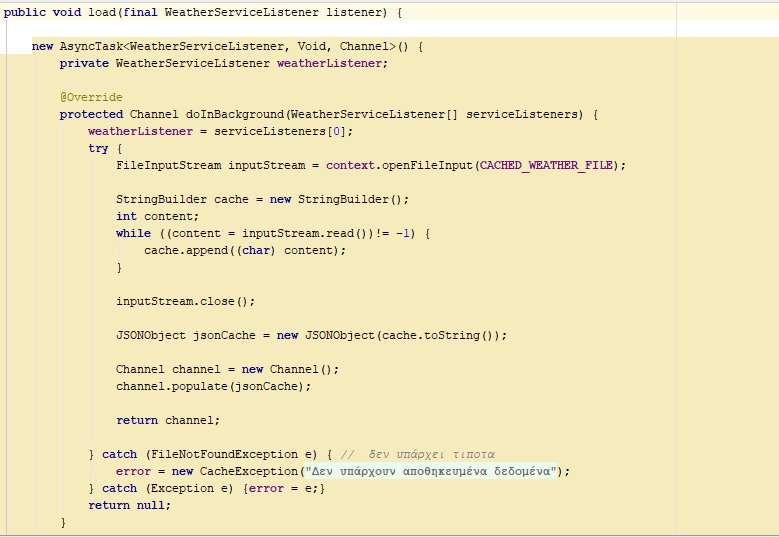 public void load(final WeatherServiceListener listener) {
new AsyncTask<WeatherServiceListener, Void, Channel>() {
private WeatherServiceListener weatherListener;
@Override
protected Channel doInBackground(WeatherServiceListener[] serviceListeners) {
weatherListener = serviceListeners[0];
try {
FileInputStream inputStream = context.openFileInput(CACHED_WEATHER_FILE);
StringBuilder cache = new StringBuilder();
int content;
while ((content = inputStream.read())!= -1) {
cache.append((char) content);
}
inputStream.close();
JSONObject jsonCache = new JSONObject(cache.toString());
Channel channel = new Channel();
channel.populate(jsonCache);
return channel;
} catch (FileNotFoundException e) { // δεν υπάρχει τιποτα
error = new CacheException("Δεν υπάρχουν αποθηκευμένα δεδομένα");
} catch (Exception e) {error = e;}
return null;
}